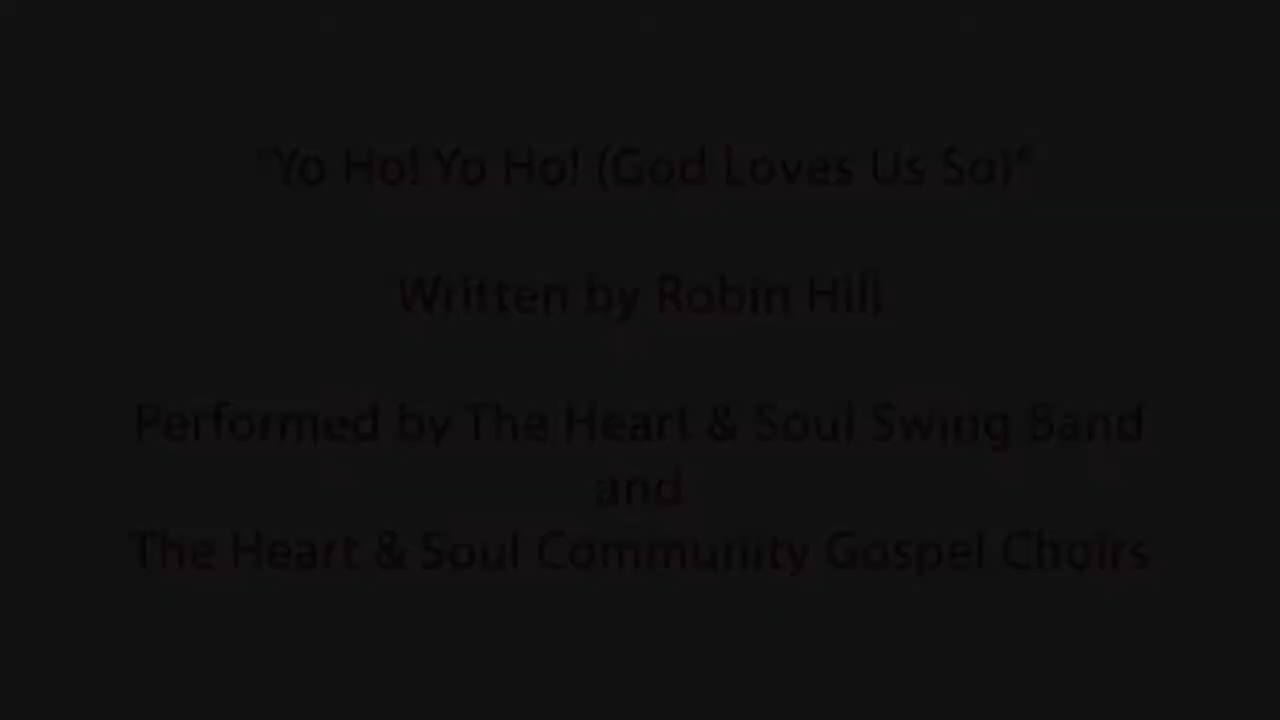 "Yo Ho! Yo Ho! (God Loves Us So)"
Written by Robin Hill
Performed by The Heart & Soul Swing Band
and
The Heart & Soul Community Gospel Choirs